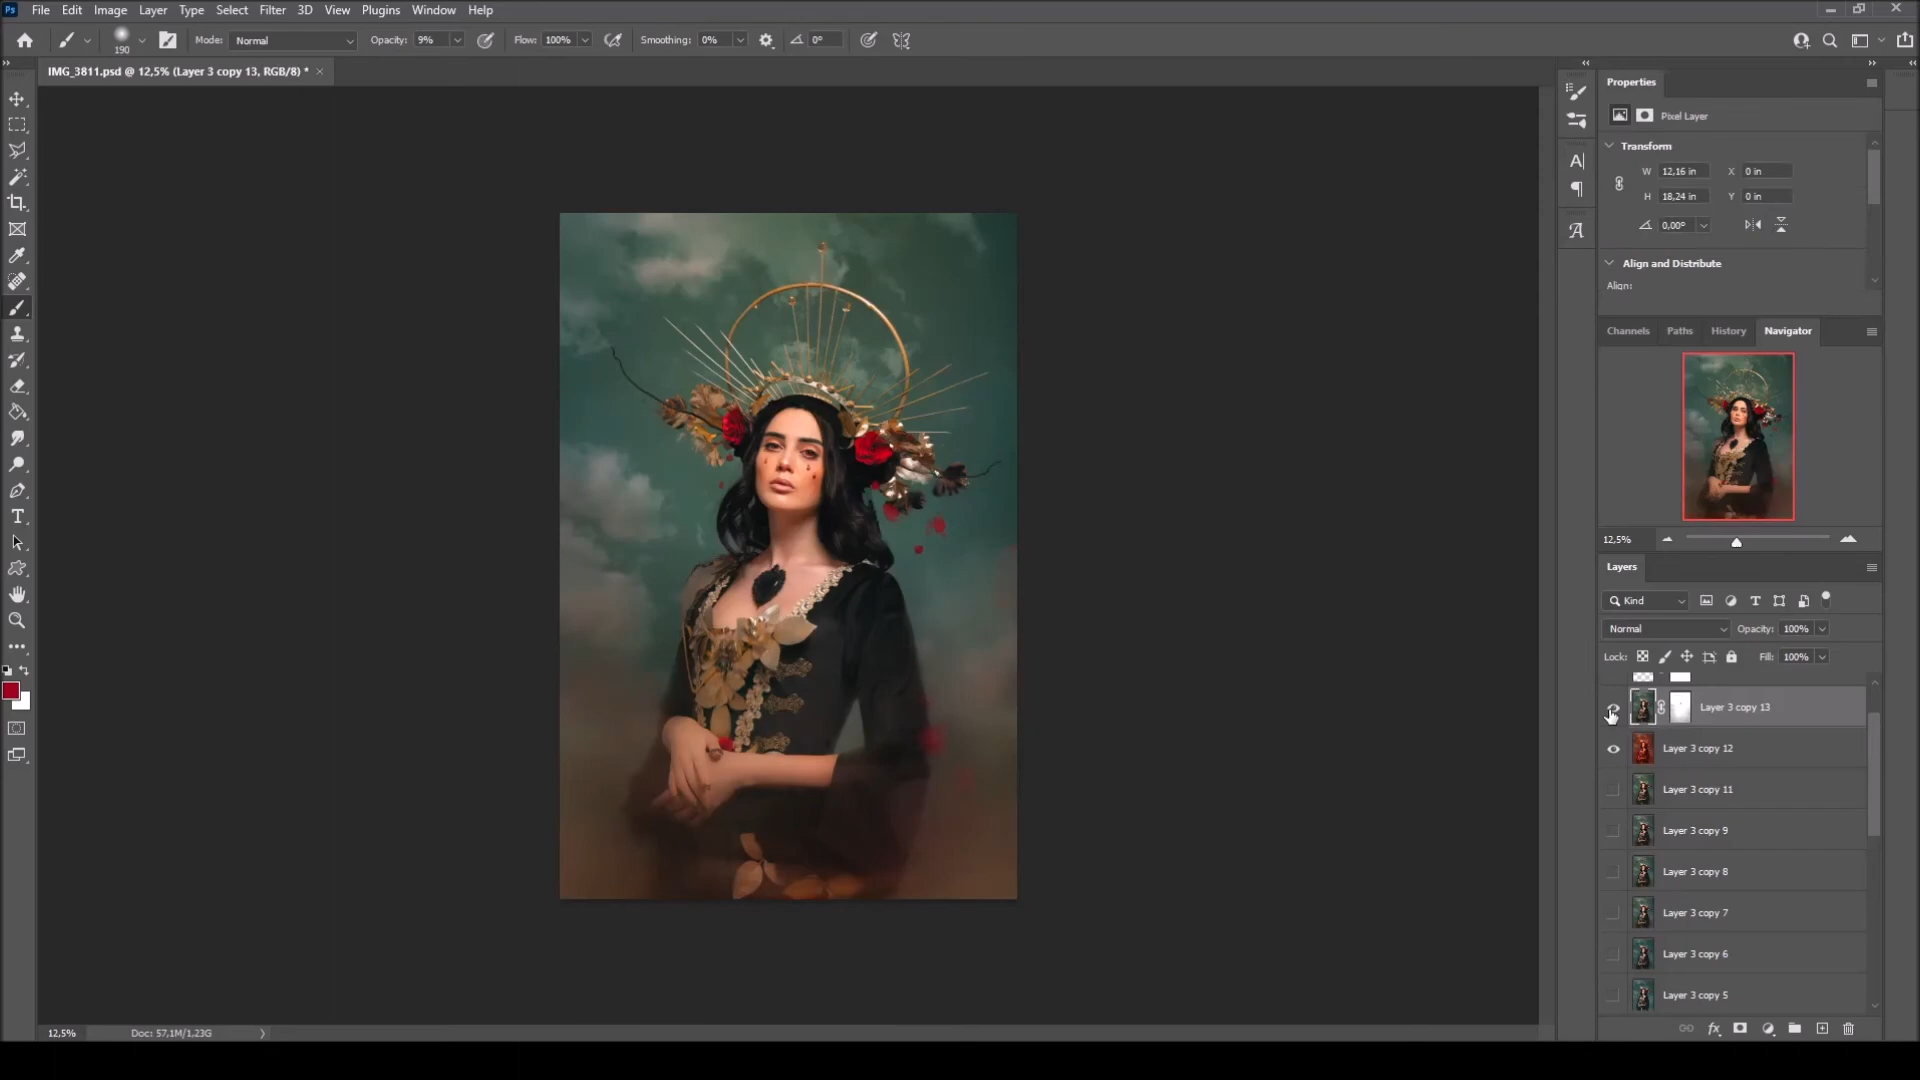 Ps File Edit Image Layer Type Select Filter 3D View Plugins Window Help
190 Mode: Normal Opacity: 9% Flow: 100% Smoothing: 0% 0°
IMG_3811.psd @ 12,5% (Layer 3 copy 13, RGB/8) * ×
Properties
Pixel Layer
Transform
W 12,16 in X 0 in
H 18,24 in Y 0 in
0,00°
Align and Distribute
Align:
Channels Paths History Navigator
12,5%
Layers
Kind
Normal Opacity: 100%
Lock: Fill: 100%
Layer 3 copy 13
Layer 3 copy 12
Layer 3 copy 11
Layer 3 copy 9
Layer 3 copy 8
Layer 3 copy 7
Layer 3 copy 6
Layer 3 copy 5
12,5% Doc: 57,1M/1,23G